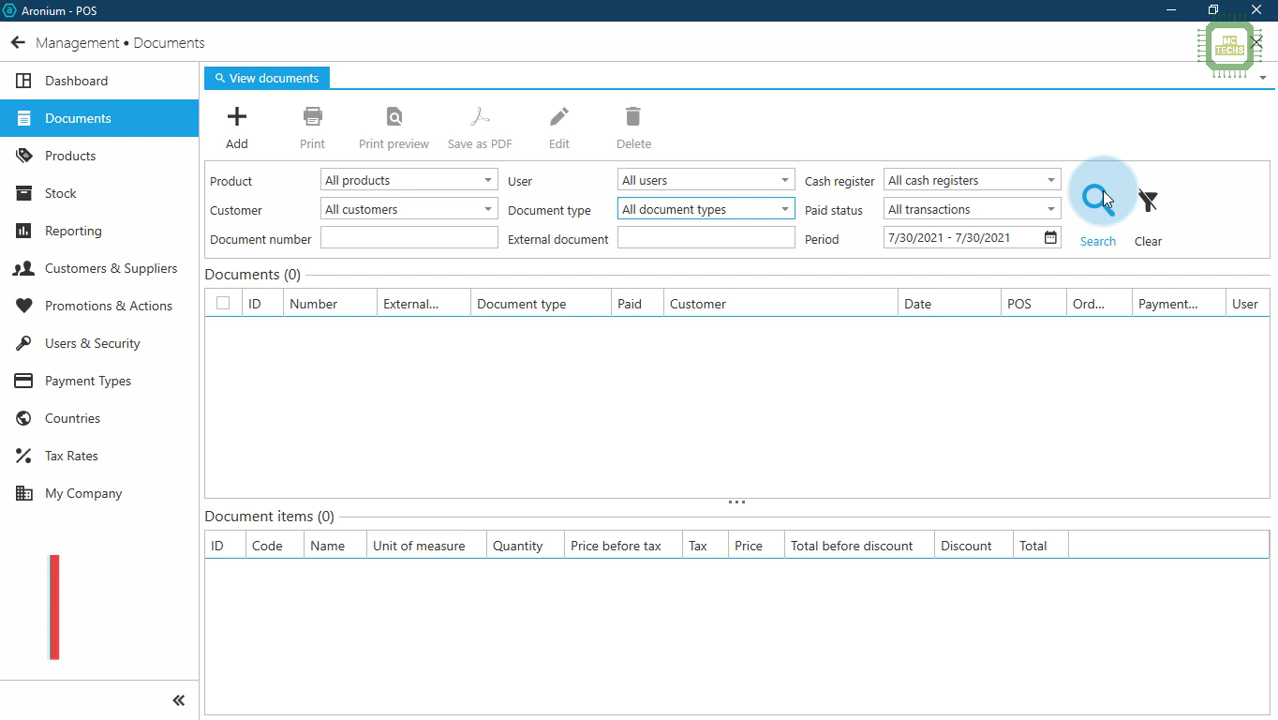 Aronium - POS
Management • Documents
MC
TECHS
Dashboard
Documents
Products
Stock
Reporting
Customers & Suppliers
Promotions & Actions
Users & Security
Payment Types
Countries
Tax Rates
My Company
View documents
Add Print Print preview Save as PDF Edit Delete
Product All products User All users Cash register All cash registers
Customer All customers Document type All document types Paid status All transactions
Document number External document Period 7/30/2021 - 7/30/2021 Search Clear
Documents (0)
ID Number External... Document type Paid Customer Date POS Ord... Payment... User
Document items (0)
ID Code Name Unit of measure Quantity Price before tax Tax Price Total before discount Discount Total